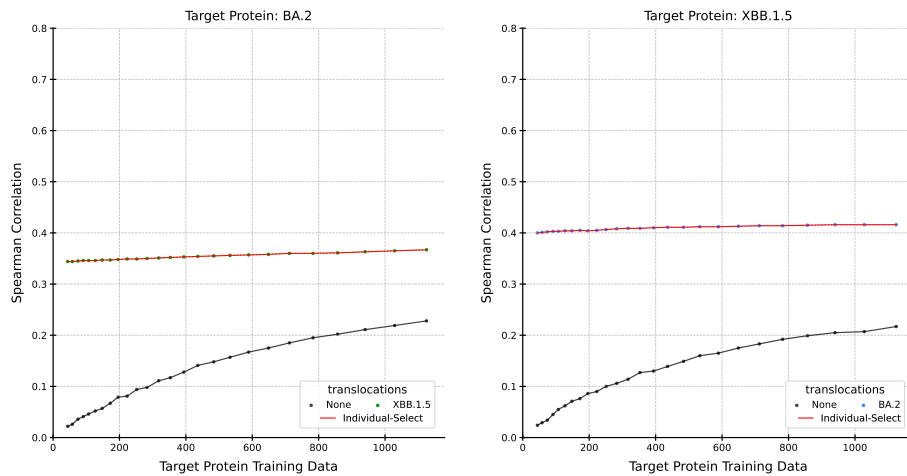 Target Protein: BA.2
0.8
0.7
0.6
0.5
0.4
0.3
0.2
0.1
0.0
Spearman Correlation
0 200 400 600 800 1000
Target Protein Training Data
translocations
None XBB.1.5
Individual-Select
Target Protein: XBB.1.5
0.8
0.7
0.6
0.5
0.4
0.3
0.2
0.1
0.0
Spearman Correlation
0 200 400 600 800 1000
Target Protein Training Data
translocations
None BA.2
Individual-Select